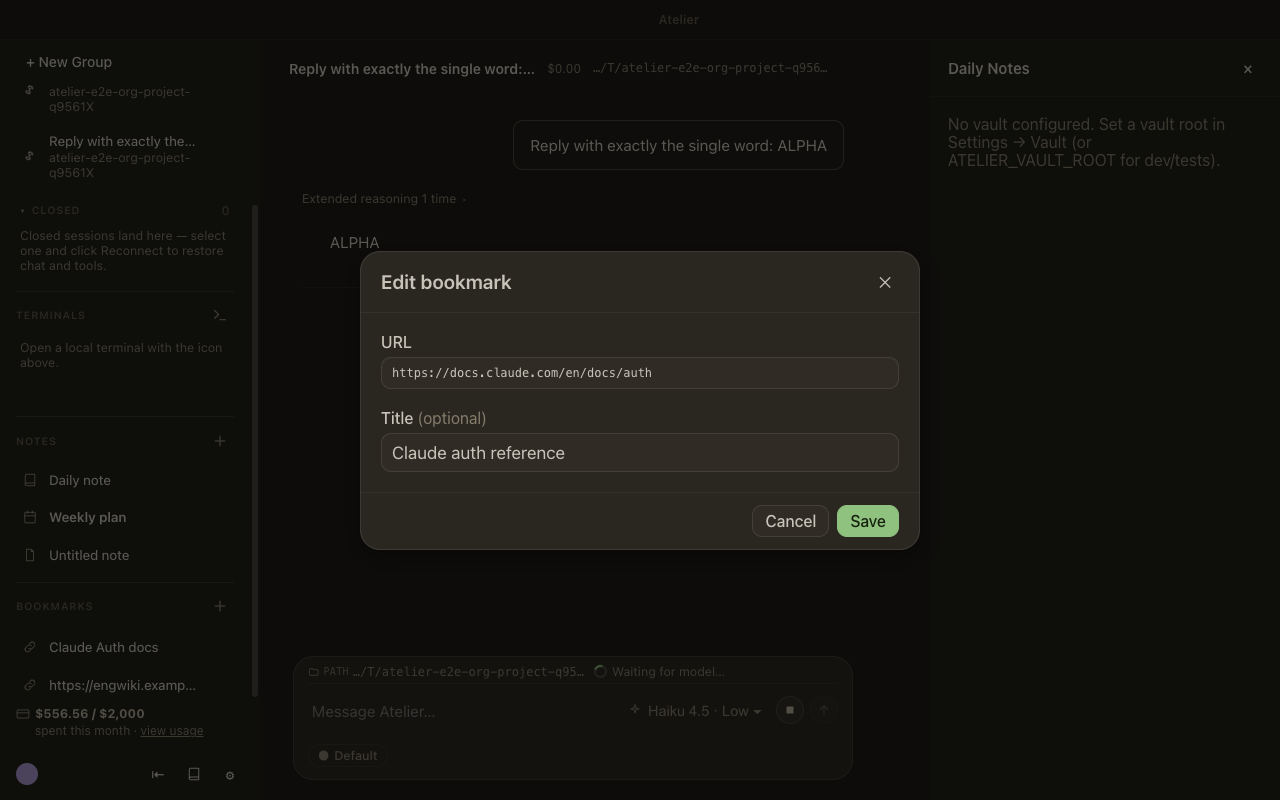 Atelier
+ New Group
atelier-e2e-org-project-
q9561X
Reply with exactly the...
atelier-e2e-org-project-
q9561X
CLOSED 0
Closed sessions land here — select
one and click Reconnect to restore
chat and tools.
TERMINALS
Open a local terminal with the icon
above.
NOTES
Daily note
Weekly plan
Untitled note
BOOKMARKS
Claude Auth docs
https://engwiki.examp...
$556.56 / $2,000
spent this month · view usage
Reply with exactly the single word:... $0.00 …/T/atelier-e2e-org-project-q956…
Reply with exactly the single word: ALPHA
Extended reasoning 1 time
ALPHA
Edit bookmark
URL
https://docs.claude.com/en/docs/auth
Title (optional)
Claude auth reference
Cancel Save
PATH …/T/atelier-e2e-org-project-q95… Waiting for model...
Message Atelier... Haiku 4.5 · Low
Default
Daily Notes
No vault configured. Set a vault root in
Settings → Vault (or
ATELIER_VAULT_ROOT for dev/tests).